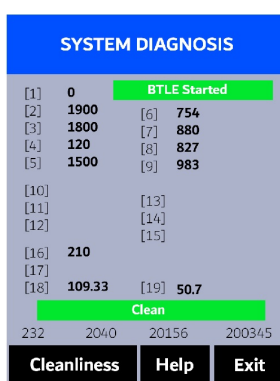 SYSTEM DIAGNOSIS
[1] 0 BTLE Started
[2] 1900 [6] 754
[3] 1800 [7] 880
[4] 120 [8] 827
[5] 1500 [9] 983
[10]
[11] [13]
[12] [14]
[15]
[16] 210
[17]
[18] 109.33 [19] 50.7
Clean
232 2040 20156 200345
Cleanliness Help Exit